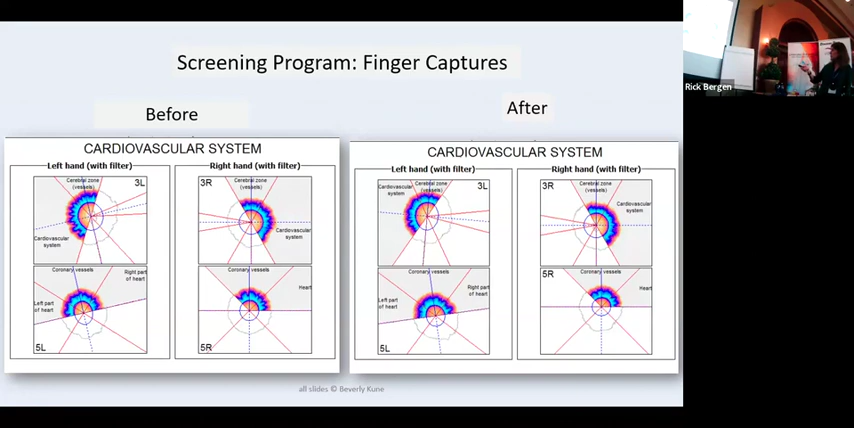 Screening Program: Finger Captures
Before
After
CARDIOVASCULAR SYSTEM
Left hand (with filter)
Right hand (with filter)
Cerebral zone
(vessels)
3L
Cardiovascular
system
3R
Cerebral zone
(vessels)
Cardiovascular
system
Coronary vessels
Right part
of heart
Left part
of heart
5L
Coronary vessels
Heart
5R
CARDIOVASCULAR SYSTEM
Left hand (with filter)
Right hand (with filter)
Cardiovascular
system
Cerebral zone
(vessels)
3L
3R
Cerebral zone
(vessels)
Cardiovascular
system
Coronary vessels
Left part
of heart
Right part
of heart
5L
5R
Coronary vessels
Heart
all slides © Beverly Kune
Rick Bergen